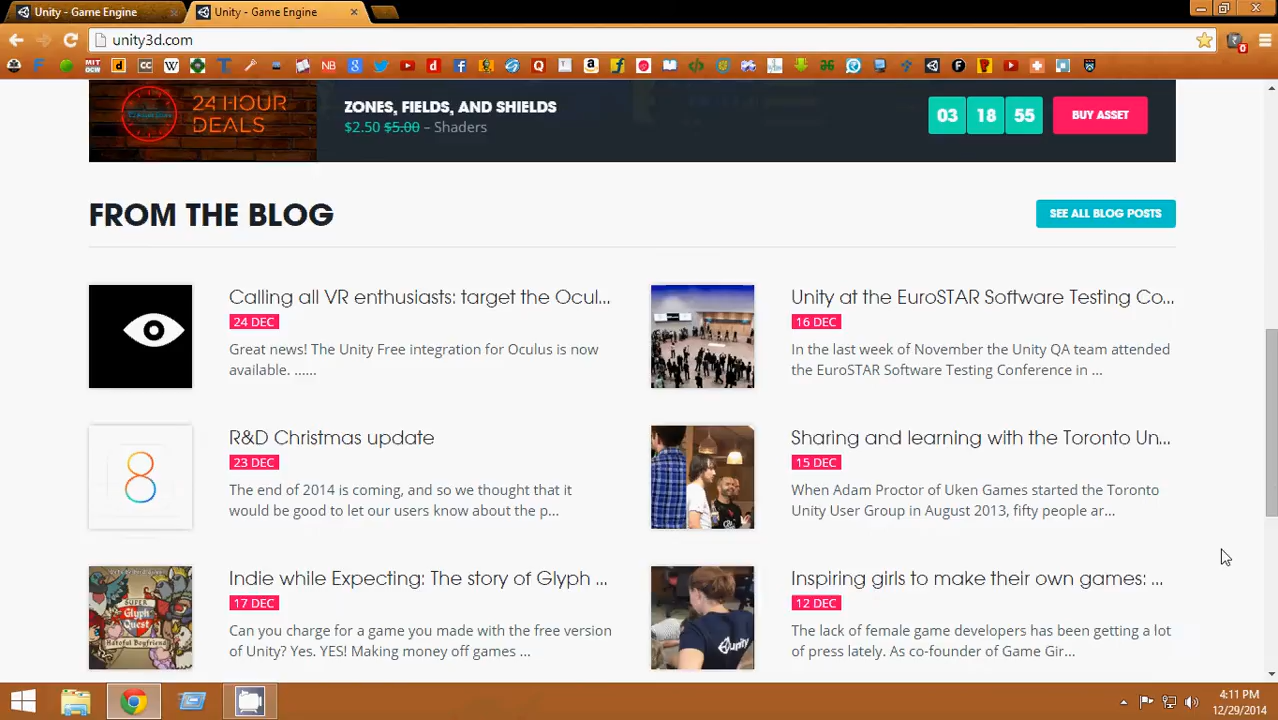 Unity - Game Engine
Unity - Game Engine
unity3d.com
24 HOUR
DEALS
ZONES, FIELDS, AND SHIELDS
$2.50 $5.00 – Shaders
03 18 55
BUY ASSET
FROM THE BLOG
SEE ALL BLOG POSTS
Calling all VR enthusiasts: target the Ocul...
24 DEC
Great news! The Unity Free integration for Oculus is now
available. ......
Unity at the EuroSTAR Software Testing Co...
16 DEC
In the last week of November the Unity QA team attended
the EuroSTAR Software Testing Conference in ...
R&D Christmas update
23 DEC
The end of 2014 is coming, and so we thought that it
would be good to let our users know about the p...
Sharing and learning with the Toronto Un...
15 DEC
When Adam Proctor of Uken Games started the Toronto
Unity User Group in August 2013, fifty people ar...
Indie while Expecting: The story of Glyph ...
17 DEC
Can you charge for a game you made with the free version
of Unity? Yes. YES! Making money off games ...
Inspiring girls to make their own games: ...
12 DEC
The lack of female game developers has been getting a lot
of press lately. As co-founder of Game Gir...
SUPER
Glyph
Quest
Hatoful Boyfriend
unity
4:11 PM
12/29/2014